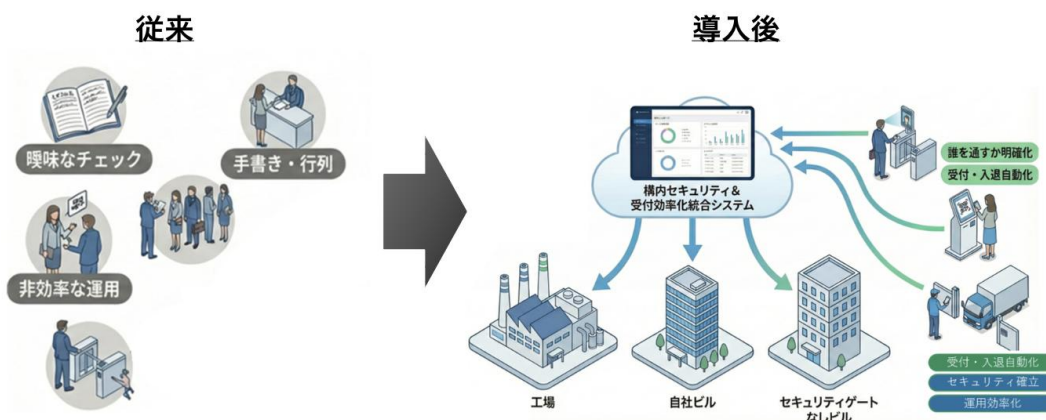 従来
曖昧なチェック
手書き・行列
非効率な運用
導入後
構内セキュリティ＆
受付効率化統合システム
誰を通すか明確化
受付・入退自動化
工場
自社ビル
セキュリティゲート
なしビル
受付・入退自動化
セキュリティ確立
運用効率化